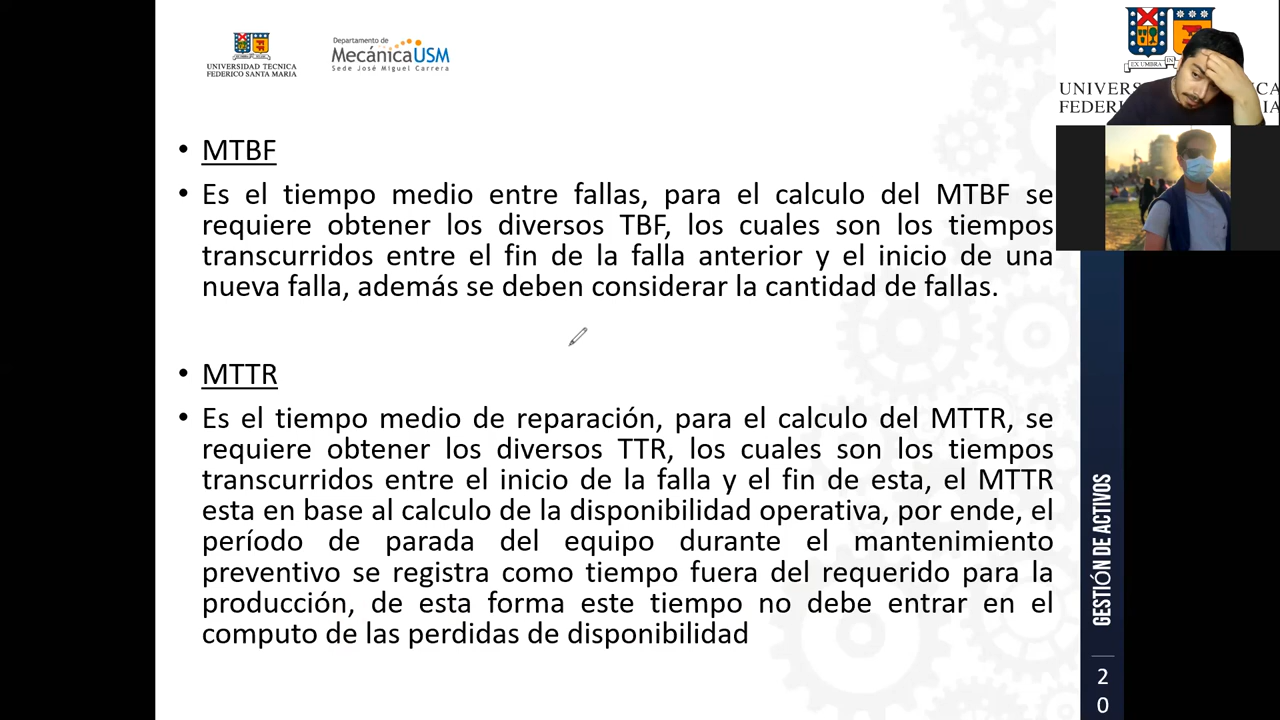 UNIVERSIDAD TECNICA
FEDERICO SANTA MARIA
Departamento de
MecánicaUSM
Sede José Miguel Carrera
• MTBF
• Es el tiempo medio entre fallas, para el calculo del MTBF se
requiere obtener los diversos TBF, los cuales son los tiempos
transcurridos entre el fin de la falla anterior y el inicio de una
nueva falla, además se deben considerar la cantidad de fallas.
• MTTR
• Es el tiempo medio de reparación, para el calculo del MTTR, se
requiere obtener los diversos TTR, los cuales son los tiempos
transcurridos entre el inicio de la falla y el fin de esta, el MTTR
esta en base al calculo de la disponibilidad operativa, por ende, el
período de parada del equipo durante el mantenimiento
preventivo se registra como tiempo fuera del requerido para la
producción, de esta forma este tiempo no debe entrar en el
computo de las perdidas de disponibilidad
EX UMBRA IN
UNIVERS CA
FEDER IA
GESTIÓN DE ACTIVOS
2
0